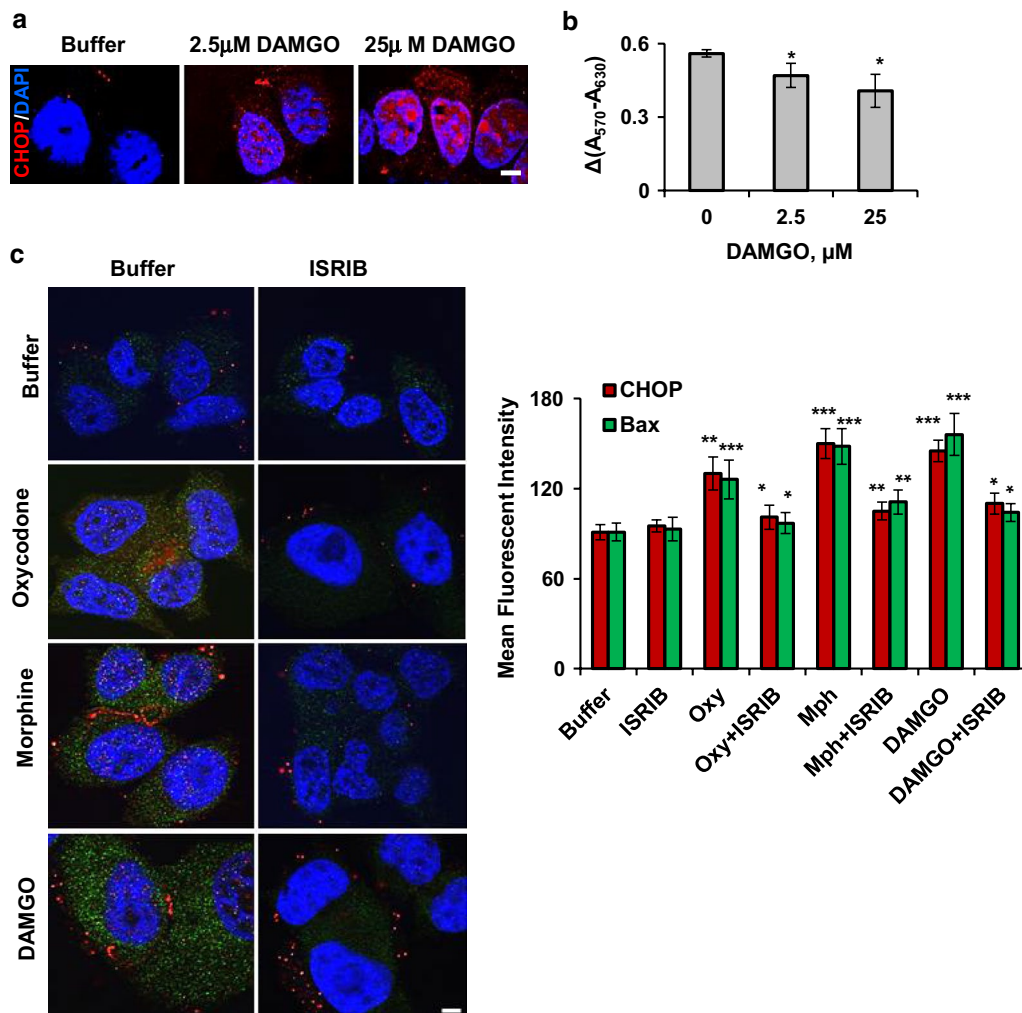 a
Buffer
2.5μM DAMGO
25μ M DAMGO
CHOP/DAPI
b
0.6
0.3
0
Δ(A570-A630)
*
*
0
2.5
25
DAMGO, μM
c
Buffer
ISRIB
Buffer
Oxycodone
Morphine
DAMGO
CHOP
Bax
180
120
60
0
Mean Fluorescent Intensity
** ***
* *
*** ***
** **
*** ***
* *
Buffer
ISRIB
Oxy
Oxy+ISRIB
Mph
Mph+ISRIB
DAMGO
DAMGO+ISRIB